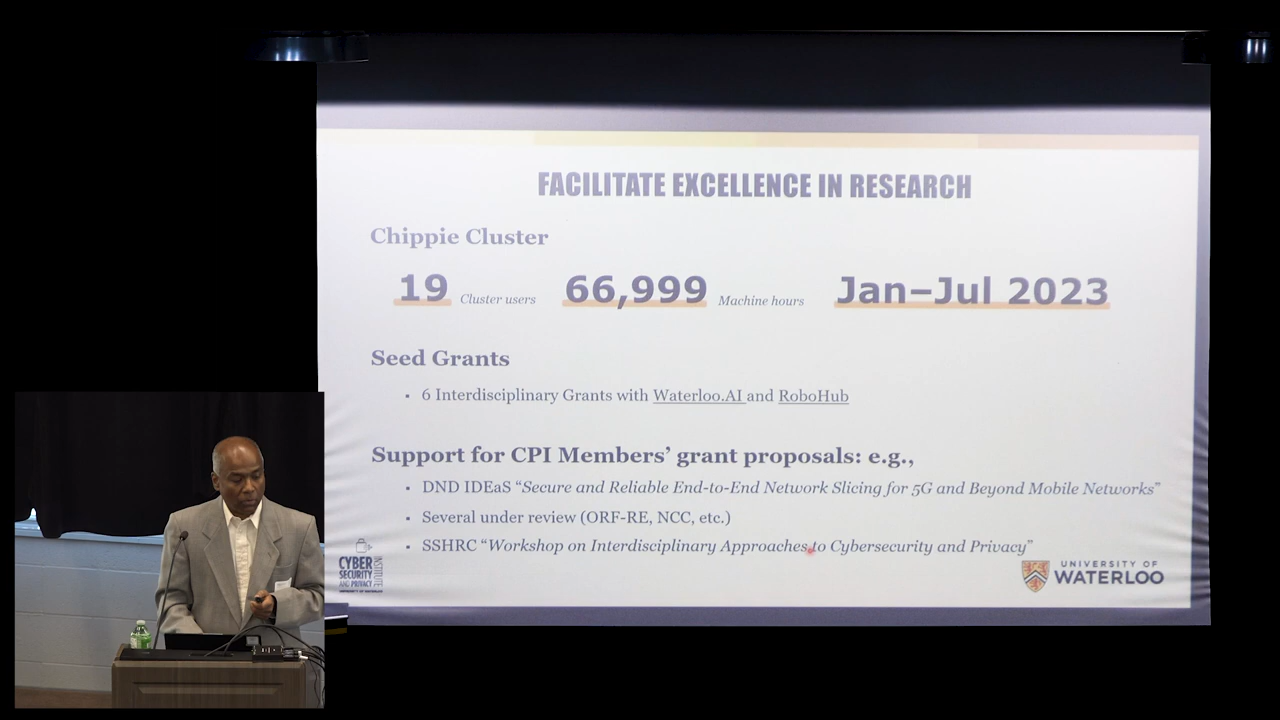 FACILITATE EXCELLENCE IN RESEARCH
Chippie Cluster
19 Cluster users 66,999 Machine hours Jan–Jul 2023
Seed Grants
• 6 Interdisciplinary Grants with Waterloo.AI and RoboHub
Support for CPI Members’ grant proposals: e.g.,
• DND IDEaS “Secure and Reliable End-to-End Network Slicing for 5G and Beyond Mobile Networks”
• Several under review (ORF-RE, NCC, etc.)
• SSHRC “Workshop on Interdisciplinary Approaches to Cybersecurity and Privacy”
CYBER
SECURITY
AND PRIVACY
INSTITUTE
UNIVERSITY OF WATERLOO
UNIVERSITY OF
WATERLOO